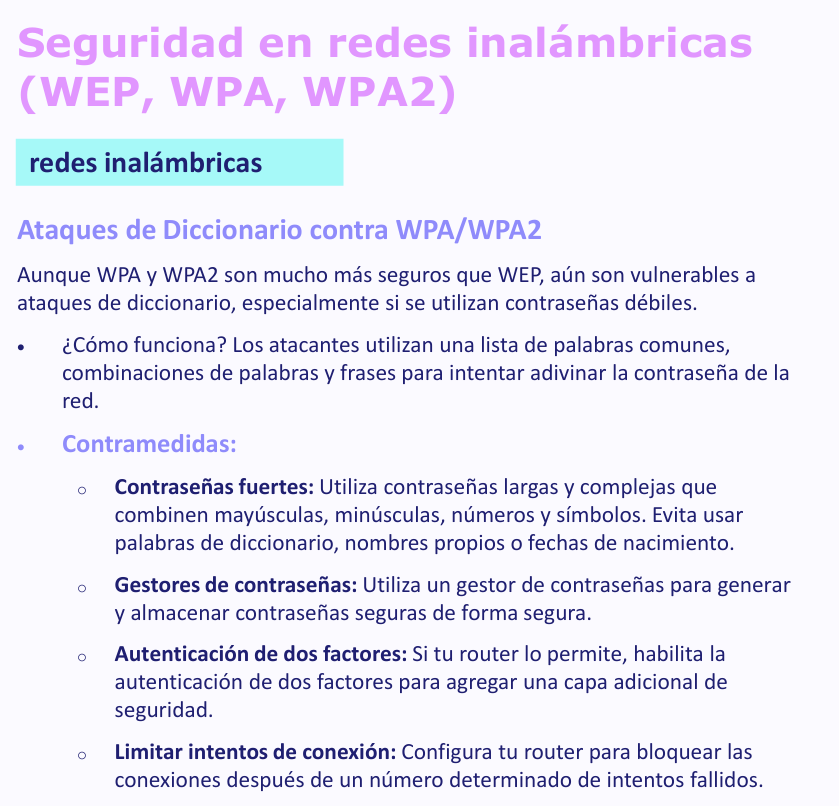 Seguridad en redes inalámbricas
(WEP, WPA, WPA2)
redes inalámbricas
Ataques de Diccionario contra WPA/WPA2
Aunque WPA y WPA2 son mucho más seguros que WEP, aún son vulnerables a
ataques de diccionario, especialmente si se utilizan contraseñas débiles.
• ¿Cómo funciona? Los atacantes utilizan una lista de palabras comunes,
combinaciones de palabras y frases para intentar adivinar la contraseña de la
red.
• Contramedidas:
○ Contraseñas fuertes: Utiliza contraseñas largas y complejas que
combinen mayúsculas, minúsculas, números y símbolos. Evita usar
palabras de diccionario, nombres propios o fechas de nacimiento.
○ Gestores de contraseñas: Utiliza un gestor de contraseñas para generar
y almacenar contraseñas seguras de forma segura.
○ Autenticación de dos factores: Si tu router lo permite, habilita la
autenticación de dos factores para agregar una capa adicional de
seguridad.
○ Limitar intentos de conexión: Configura tu router para bloquear las
conexiones después de un número determinado de intentos fallidos.